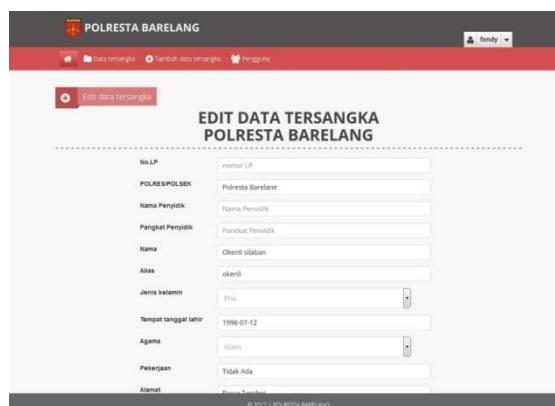 POLRESTA BARELANG
fendy
Data tersangka Tambah data tersangka Pengguna
Edit data tersangka
EDIT DATA TERSANGKA
POLRESTA BARELANG
No.LP nomor LP
POLRES/POLSEK Polresta Barelane
Nama Penyidik Nama Penyidik
Pangkat Penyidik Pangkat Penyidik
Nama Okenli silaban
Alias okenli
Jenis kelamin Pria
Tempat tanggal lahir 1998-07-12
Agama Islam
Pekerjaan Tidak Ada
Alamat
© 2017 | POLRESTA BARELANG